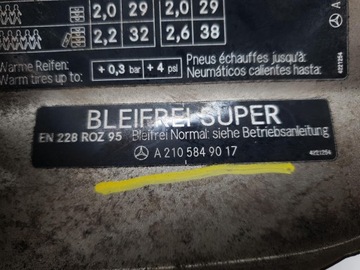 2,0 29 2,0 29
2,2 32 2,6 38
Warme Reifen: + 0,3 bar + 4 psi Pneus échauffés jusqu'à:
Warm tires up to: Neumáticos calientes hasta:
4221254
BLEIFREI SUPER
EN 228 ROZ 95 Bleifrei Normal: siehe Betriebsanleitung
A 210 584 90 17
4221254